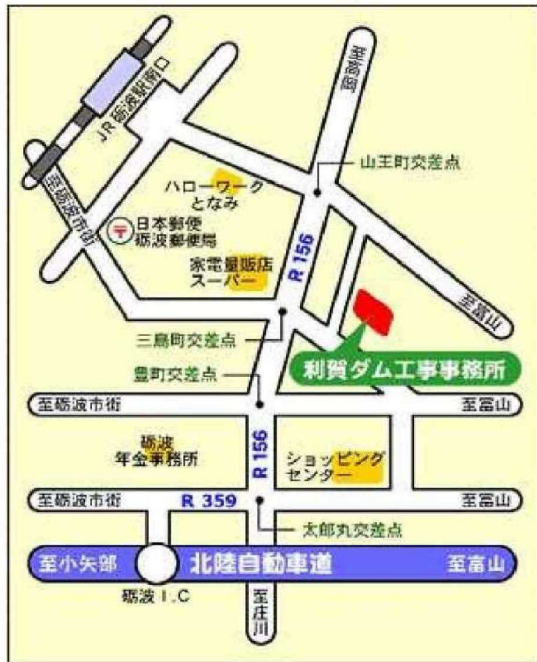 至高岡
JR砺波駅南口
山王町交差点
ハローワーク
となみ
至砺波市街
〒
日本郵便
砺波郵便局
家電量販店
スーパー
R 156
至富山
三島町交差点
利賀ダム工事事務所
豊町交差点
至砺波市街
至富山
砺波
年金事務所
R 156
ショッピング
センター
至砺波市街
R 359
至富山
太郎丸交差点
至小矢部
北陸自動車道
至富山
砺波I.C
至庄川